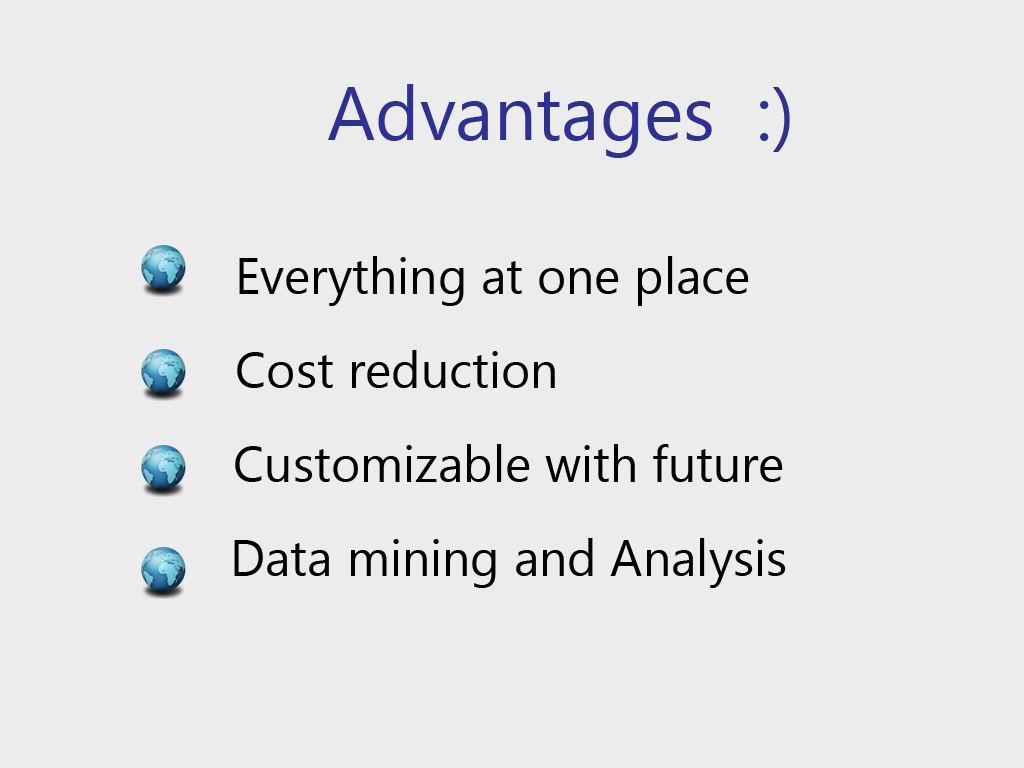 Advantages :)
Everything at one place
Cost reduction
Customizable with future
Data mining and Analysis